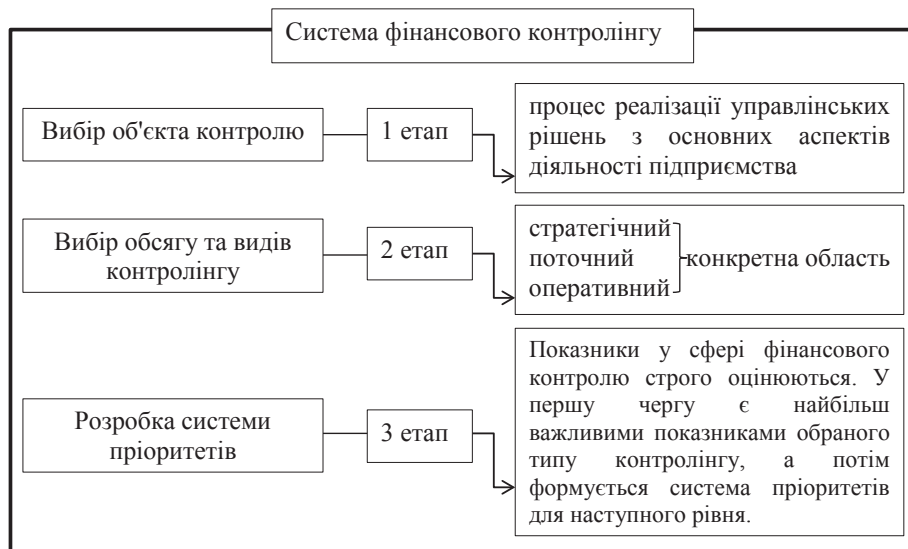 Система фінансового контролінгу
Вибір об'єкта контролю
1 етап
процес реалізації управлінських
рішень з основних аспектів
діяльності підприємства
Вибір обсягу та видів
контролінгу
2 етап
стратегічний
поточний
оперативний
конкретна область
Розробка системи
пріоритетів
3 етап
Показники у сфері фінансового
контролю строго оцінюються. У
першу чергу є найбільш
важливими показниками обраного
типу контролінгу, а потім
формується система пріоритетів
для наступного рівня.